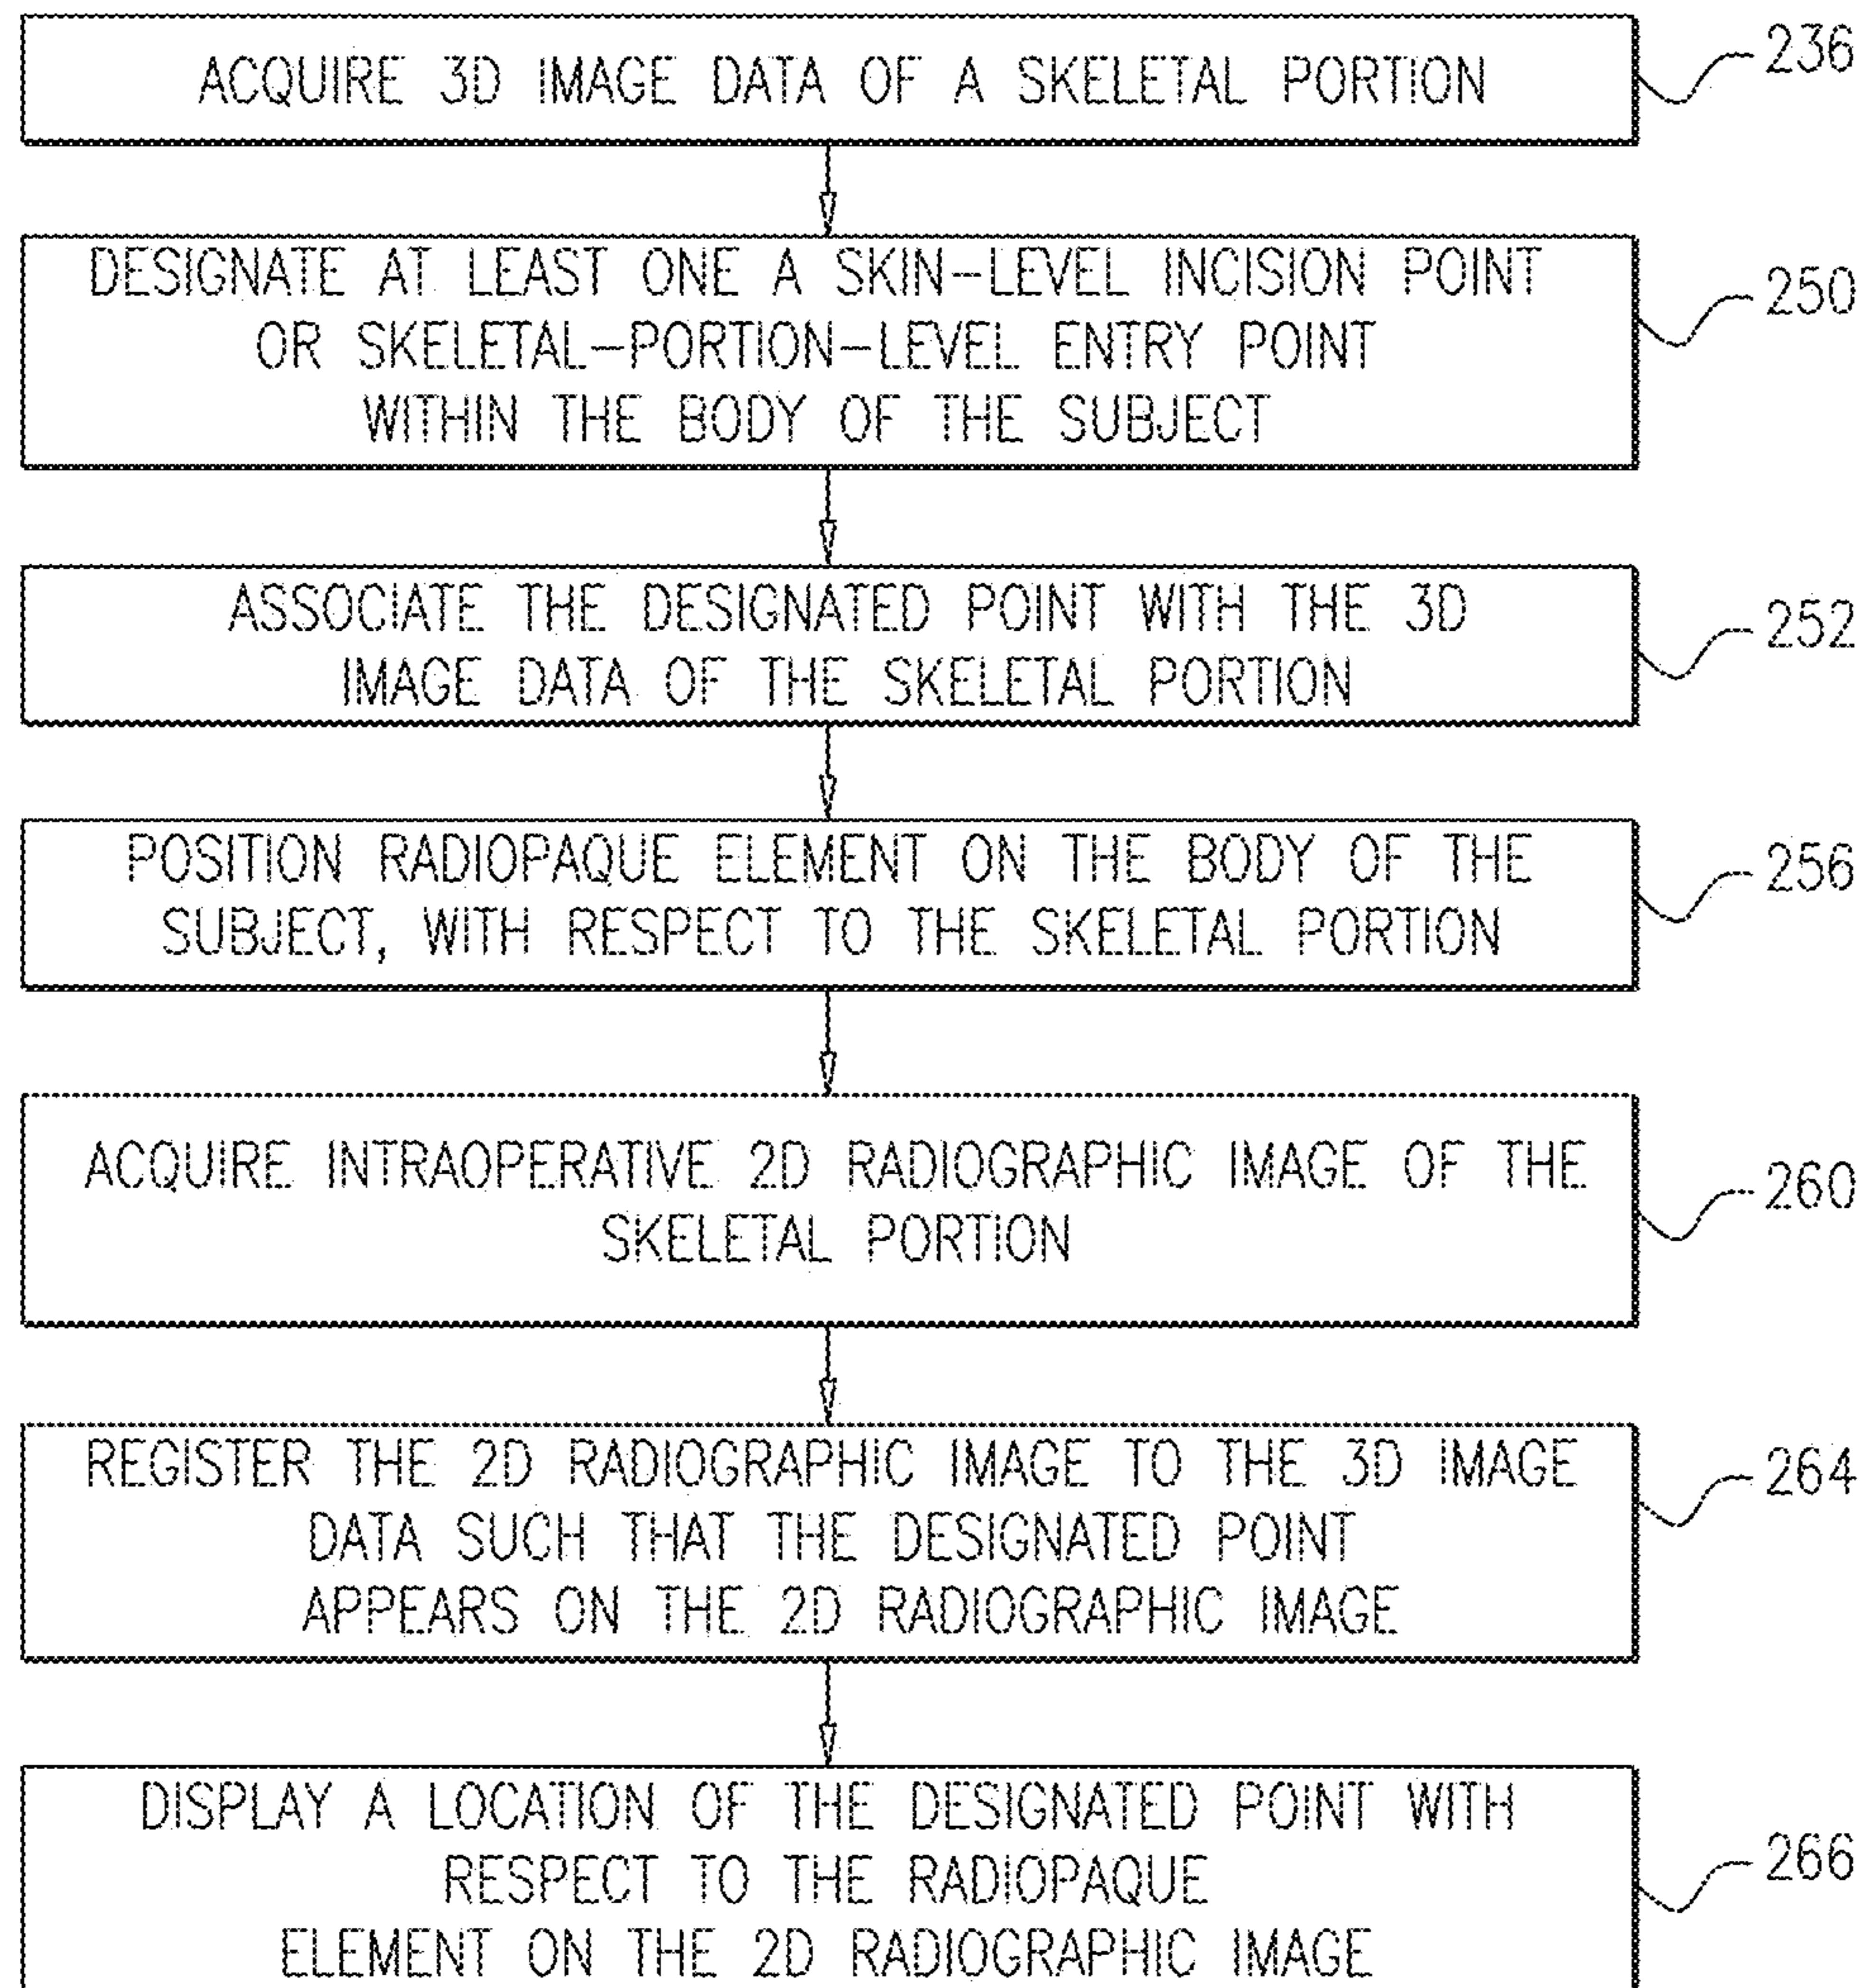 ACQUIRE 3D IMAGE DATA OF A SKELETAL PORTION
236
DESIGNATE AT LEAST ONE A SKIN-LEVEL INCISION POINT
OR SKELETAL-PORTION-LEVEL ENTRY POINT
WITHIN THE BODY OF THE SUBJECT
250
ASSOCIATE THE DESIGNATED POINT WITH THE 3D
IMAGE DATA OF THE SKELETAL PORTION
252
POSITION RADIOPAQUE ELEMENT ON THE BODY OF THE
SUBJECT, WITH RESPECT TO THE SKELETAL PORTION
256
ACQUIRE INTRAOPERATIVE 2D RADIOGRAPHIC IMAGE OF THE
SKELETAL PORTION
260
REGISTER THE 2D RADIOGRAPHIC IMAGE TO THE 3D IMAGE
DATA SUCH THAT THE DESIGNATED POINT
APPEARS ON THE 2D RADIOGRAPHIC IMAGE
264
DISPLAY A LOCATION OF THE DESIGNATED POINT WITH
RESPECT TO THE RADIOPAQUE
ELEMENT ON THE 2D RADIOGRAPHIC IMAGE
266